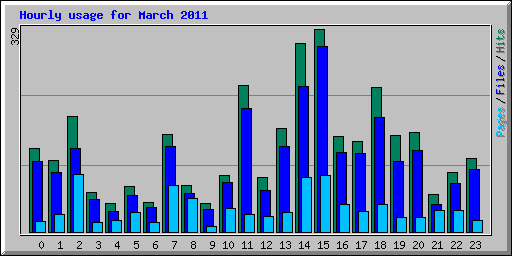 Hourly usage for March 2011
329
Pages/Files/Hits
0 1 2 3 4 5 6 7 8 9 10 11 12 13 14 15 16 17 18 19 20 21 22 23